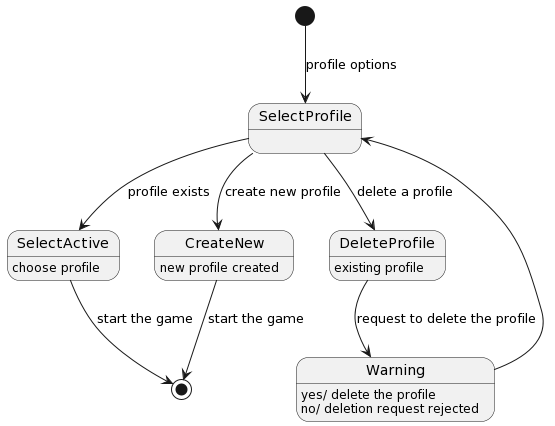 profile options
SelectProfile
profile exists
create new profile
delete a profile
SelectActive
choose profile
CreateNew
new profile created
DeleteProfile
existing profile
start the game
start the game
request to delete the profile
Warning
yes/ delete the profile
no/ deletion request rejected